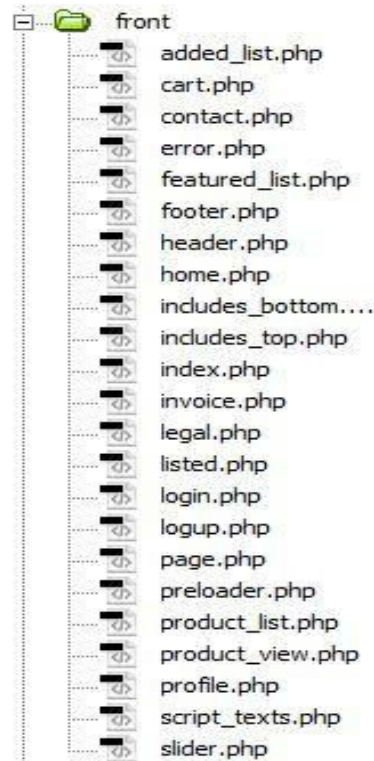 front
added_list.php
cart.php
contact.php
error.php
featured_list.php
footer.php
header.php
home.php
includes_bottom....
includes_top.php
index.php
invoice.php
legal.php
listed.php
login.php
logup.php
page.php
preloader.php
product_list.php
product_view.php
profile.php
script_texts.php
slider.php